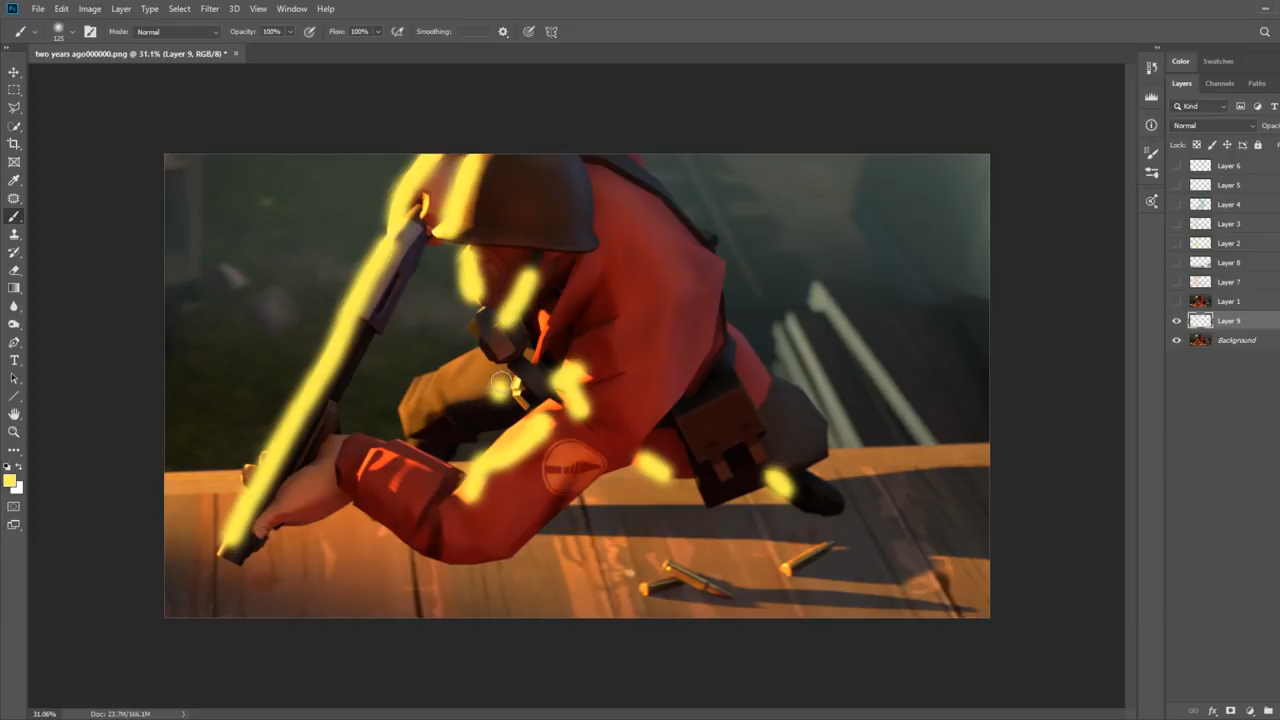 Ps File Edit Image Layer Type Select Filter 3D View Window Help
125 Mode: Normal Opacity: 100% Flow: 100% Smoothing:
two years ago000000.png @ 31.1% (Layer 9, RGB/8) * ×
Color Swatches
Layers Channels Paths
Kind
Normal Opac
Lock:
Layer 6
Layer 5
Layer 4
Layer 3
Layer 2
Layer 8
Layer 7
Layer 1
Layer 9
Background
31.06% Doc: 23.7M/166.1M